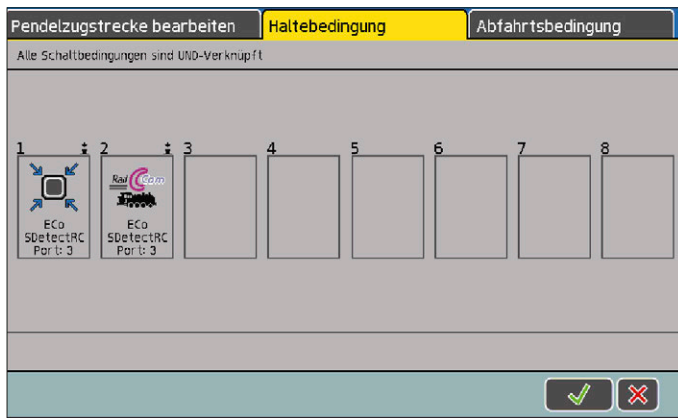 Pendelzugstrecke bearbeiten
Haltebedingung
Abfahrtsbedingung
Alle Schaltbedingungen sind UND-Verknüpft
1 2 3 4 5 6 7 8
RailCom
ECo
SDetectRC
Port: 3
ECo
SDetectRC
Port: 3